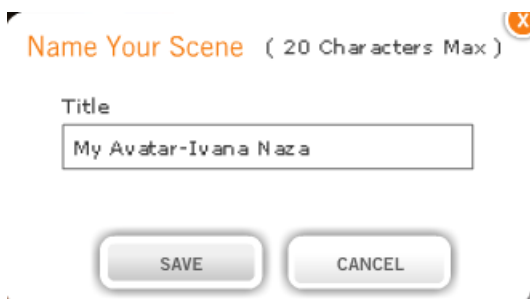 Name Your Scene ( 20 Characters Max )
X
Title
My Avatar-Ivana Naza
SAVE CANCEL